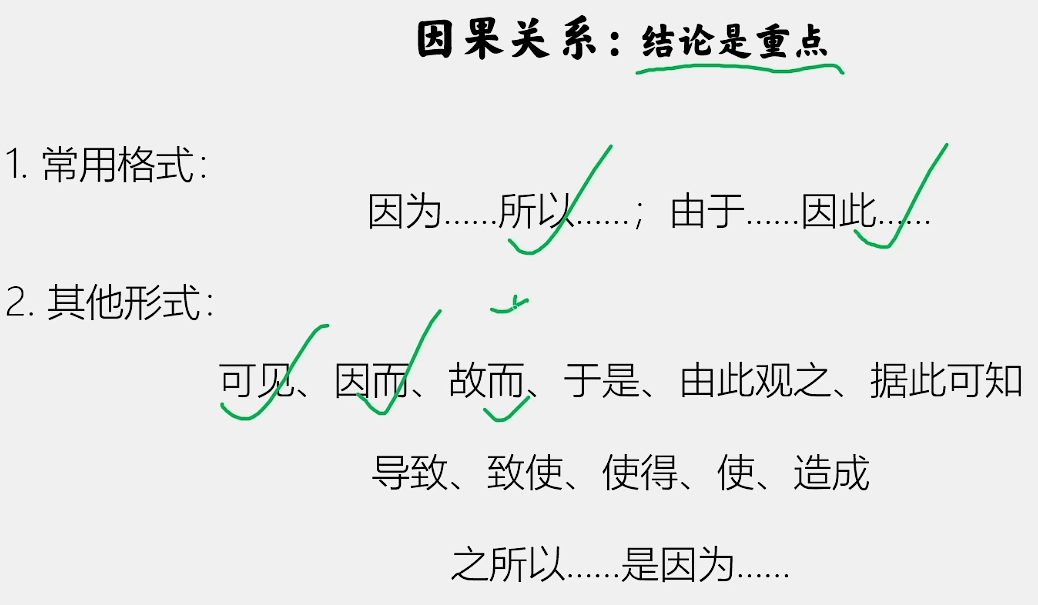 因果关系：结论是重点
1. 常用格式：
因为……所以……；由于……因此……
2. 其他形式：
可见、因而、故而、于是、由此观之、据此可知
导致、致使、使得、使、造成
之所以……是因为……